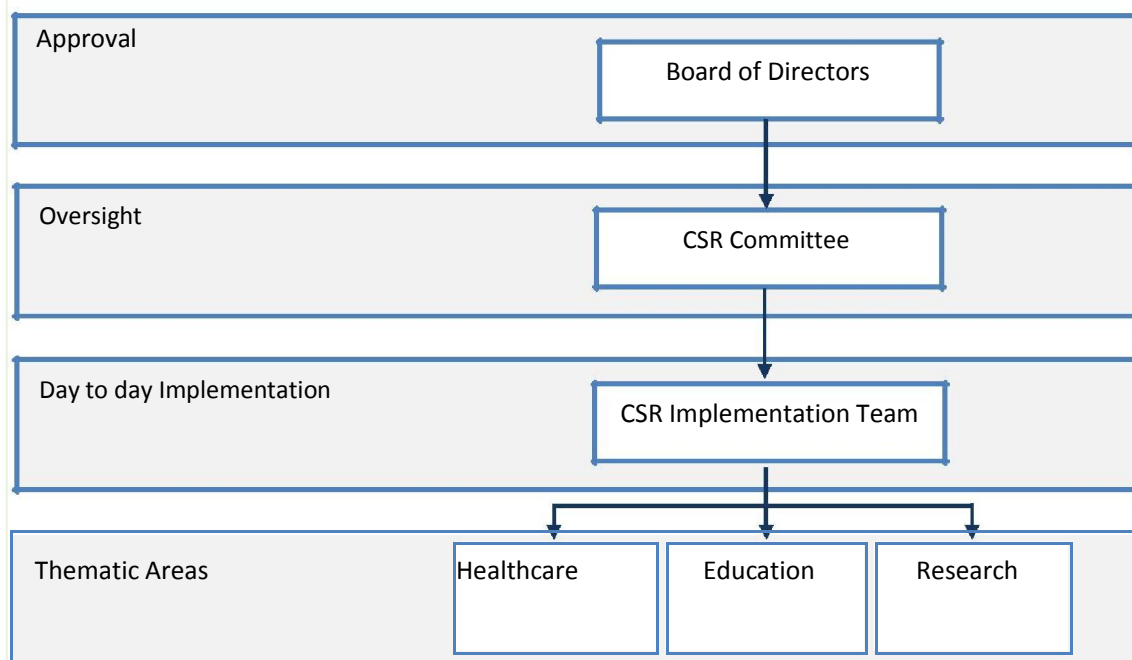 Approval
Board of Directors
Oversight
CSR Committee
Day to day Implementation
CSR Implementation Team
Thematic Areas
Healthcare
Education
Research